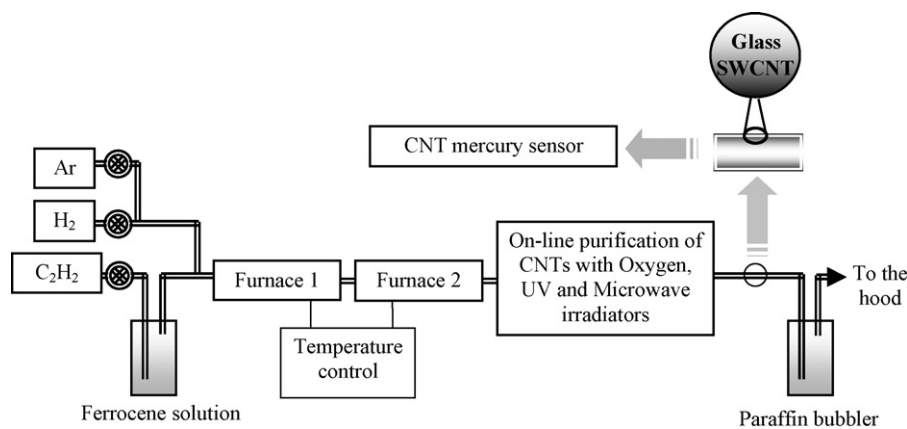 Glass
SWCNT
CNT mercury sensor
Ar
H₂
C₂H₂
Furnace 1
Furnace 2
On-line purification of
CNTs with Oxygen,
UV and Microwave
irradiators
To the
hood
Temperature
control
Ferrocene solution
Paraffin bubbler